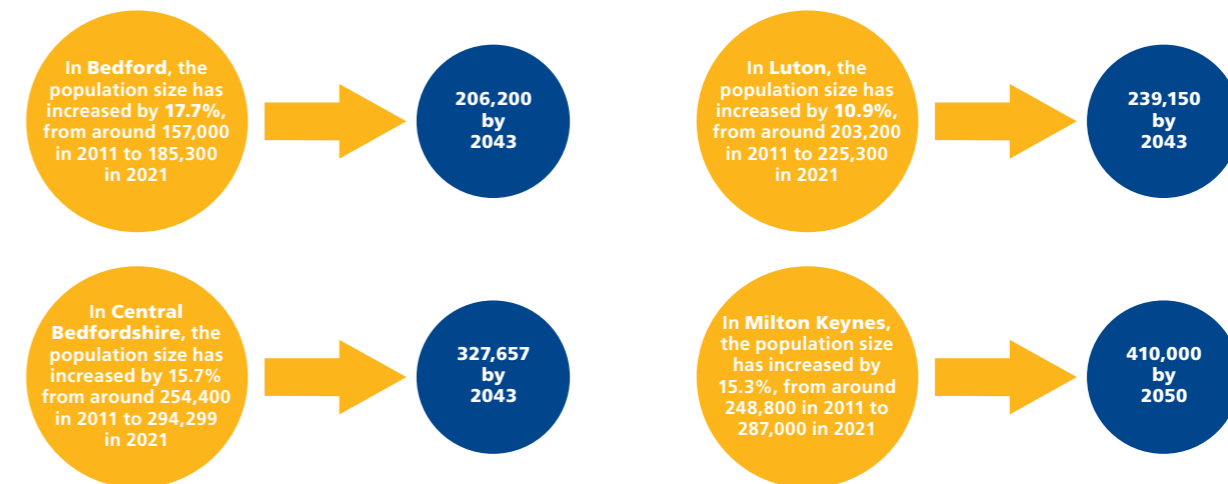 In Bedford, the
population size has
increased by 17.7%,
from around 157,000
in 2011 to 185,300
in 2021
206,200
by
2043
In Luton, the
population size has
increased by 10.9%,
from around 203,200
in 2011 to 225,300
in 2021
239,150
by
2043
In Central
Bedfordshire, the
population size has
increased by 15.7%
from around 254,400
in 2011 to 294,299
in 2021
327,657
by
2043
In Milton Keynes,
the population size
has increased by
15.3%, from around
248,800 in 2011 to
287,000 in 2021
410,000
by
2050